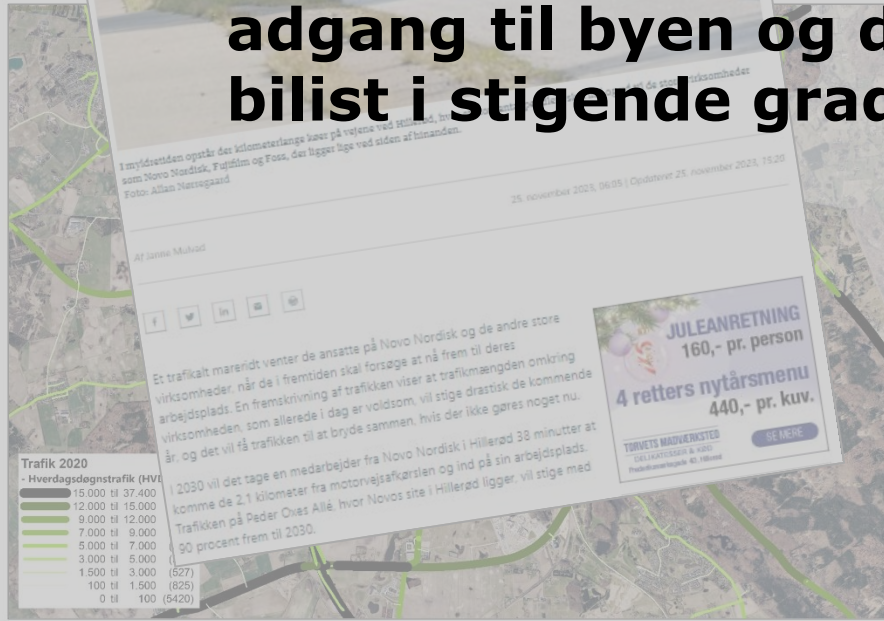 adgang til byen og d
bilist i stigende grad
I myldretiden opstår der kilometerlange køer på vejene ved Hillerød, de store virksomheder
som Novo Nordisk, Fujifilm og Foss, der ligger lige ved siden af hinanden.
Foto: Allan Nørregaard
25. november 2023, 06:05 | Opdateret 25. november 2023, 15:20
Af Janne Mulvad
Et trafikalt mareridt venter de ansatte på Novo Nordisk og de andre store
virksomheder, når de i fremtiden skal forsøge at nå frem til deres
arbejdsplads. En fremskrivning af trafikken viser at trafikmængden omkring
virksomheden, som allerede i dag er voldsom, vil stige drastisk de kommende
år, og det vil få trafikken til at bryde sammen, hvis der ikke gøres noget nu.
I 2030 vil det tage en medarbejder fra Novo Nordisk i Hillerød 38 minutter at
komme de 2,1 kilometer fra motorvejsafkørslen og ind på sin arbejdsplads.
Trafikken på Peder Oxes Allé, hvor Novos site i Hillerød ligger, vil stige med
90 procent frem til 2030.
JULEANRETNING
160,- pr. person
4 retters nytårsmenu
440,- pr. kuv.
TORVETS MADVÆRKSTED
DELIKATESSER & KØD
SE MERE
Trafik 2020
- Hverdagsdøgnstrafik (HVD
15.000 til 37.400
12.000 til 15.000
9.000 til 12.000
7.000 til 9.000
5.000 til 7.000
3.000 til 5.000
1.500 til 3.000 (527)
100 til 1.500 (825)
0 til 100 (5420)